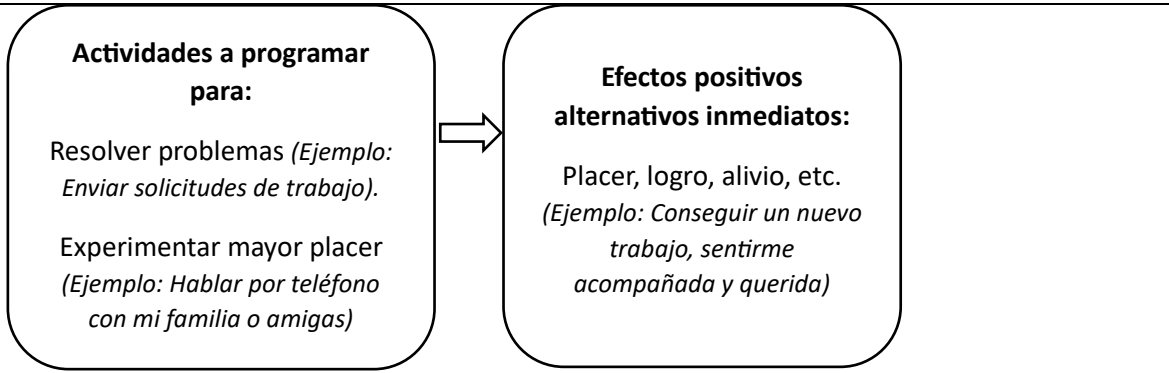 Actividades a programar
para:
Resolver problemas (Ejemplo:
Enviar solicitudes de trabajo).
Experimentar mayor placer
(Ejemplo: Hablar por teléfono
con mi familia o amigas)
Efectos positivos
alternativos inmediatos:
Placer, logro, alivio, etc.
(Ejemplo: Conseguir un nuevo
trabajo, sentirme
acompañada y querida)